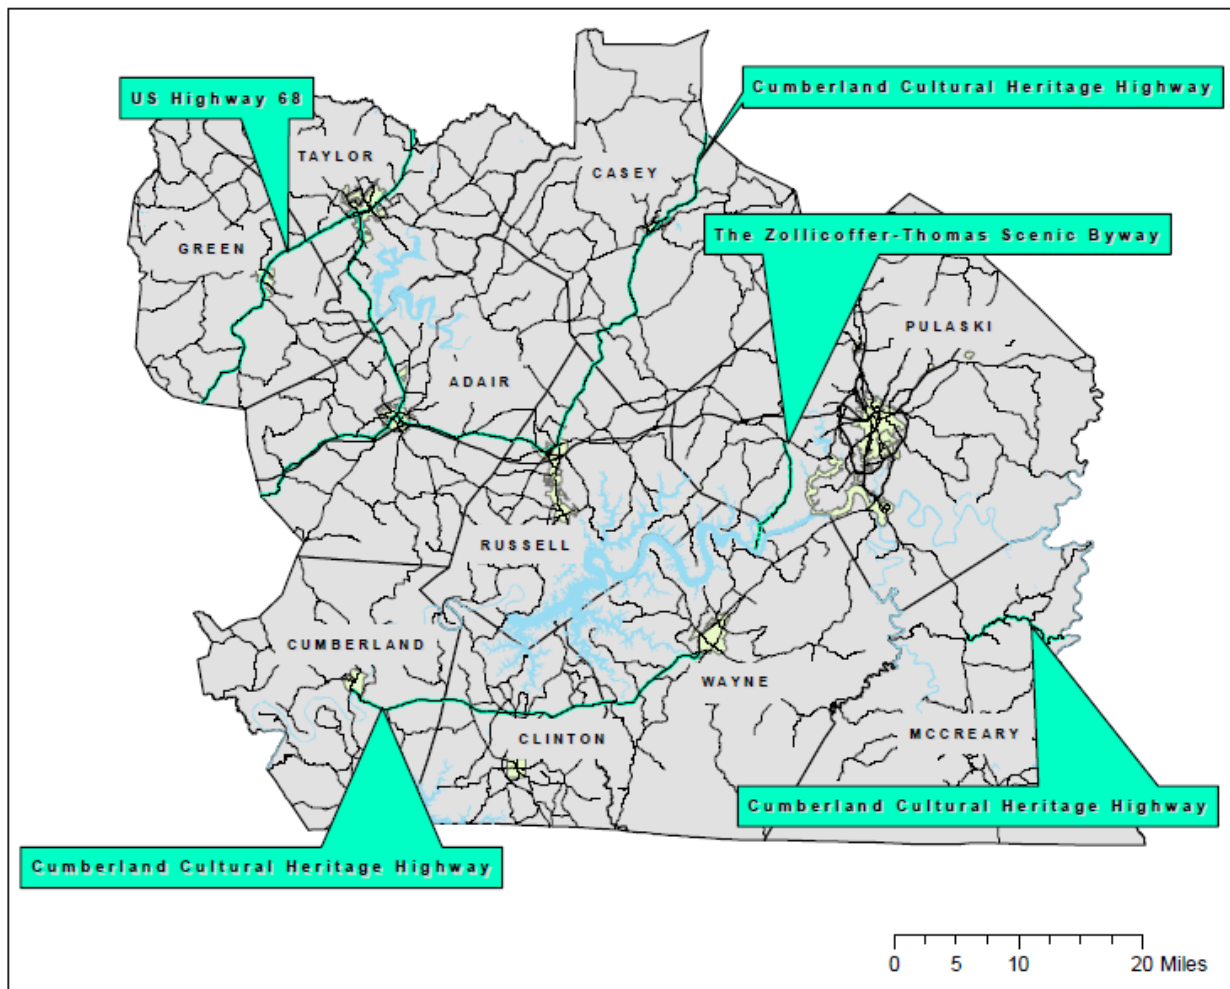 US Highway 68
Cumberland Cultural Heritage Highway
TAYLOR
CASEY
The Zollicoffer-Thomas Scenic Byway
GREEN
PULASKI
ADAIR
RUSSELL
CUMBERLAND
WAYNE
CLINTON
MCCREARY
Cumberland Cultural Heritage Highway
Cumberland Cultural Heritage Highway
0 5 10 20 Miles